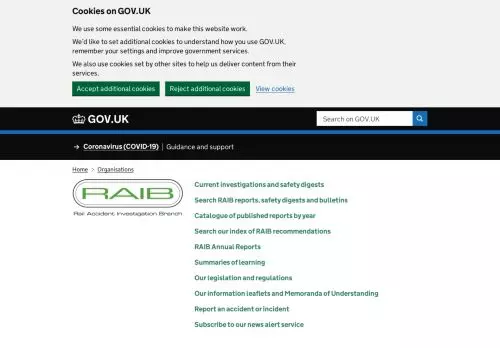 Cookies on GOV.UK
We use some essential cookies to make this website work.
We'd like to set additional cookies to understand how you use GOV.UK,
remember your settings and improve government services.
We also use cookies set by other sites to help us deliver content from their
services.
Accept additional cookies
Reject additional cookies
View cookies
GOV.UK
Search on GOV.UK
→ Coronavirus (COVID-19) | Guidance and support
Home > Organisations
RAIB
Rail Accident Investigation Branch
Current investigations and safety digests
Search RAIB reports, safety digests and bulletins
Catalogue of published reports by year
Search our index of RAIB recommendations
RAIB Annual Reports
Summaries of learning
Our legislation and regulations
Our information leaflets and Memoranda of Understanding
Report an accident or incident
Subscribe to our news alert service